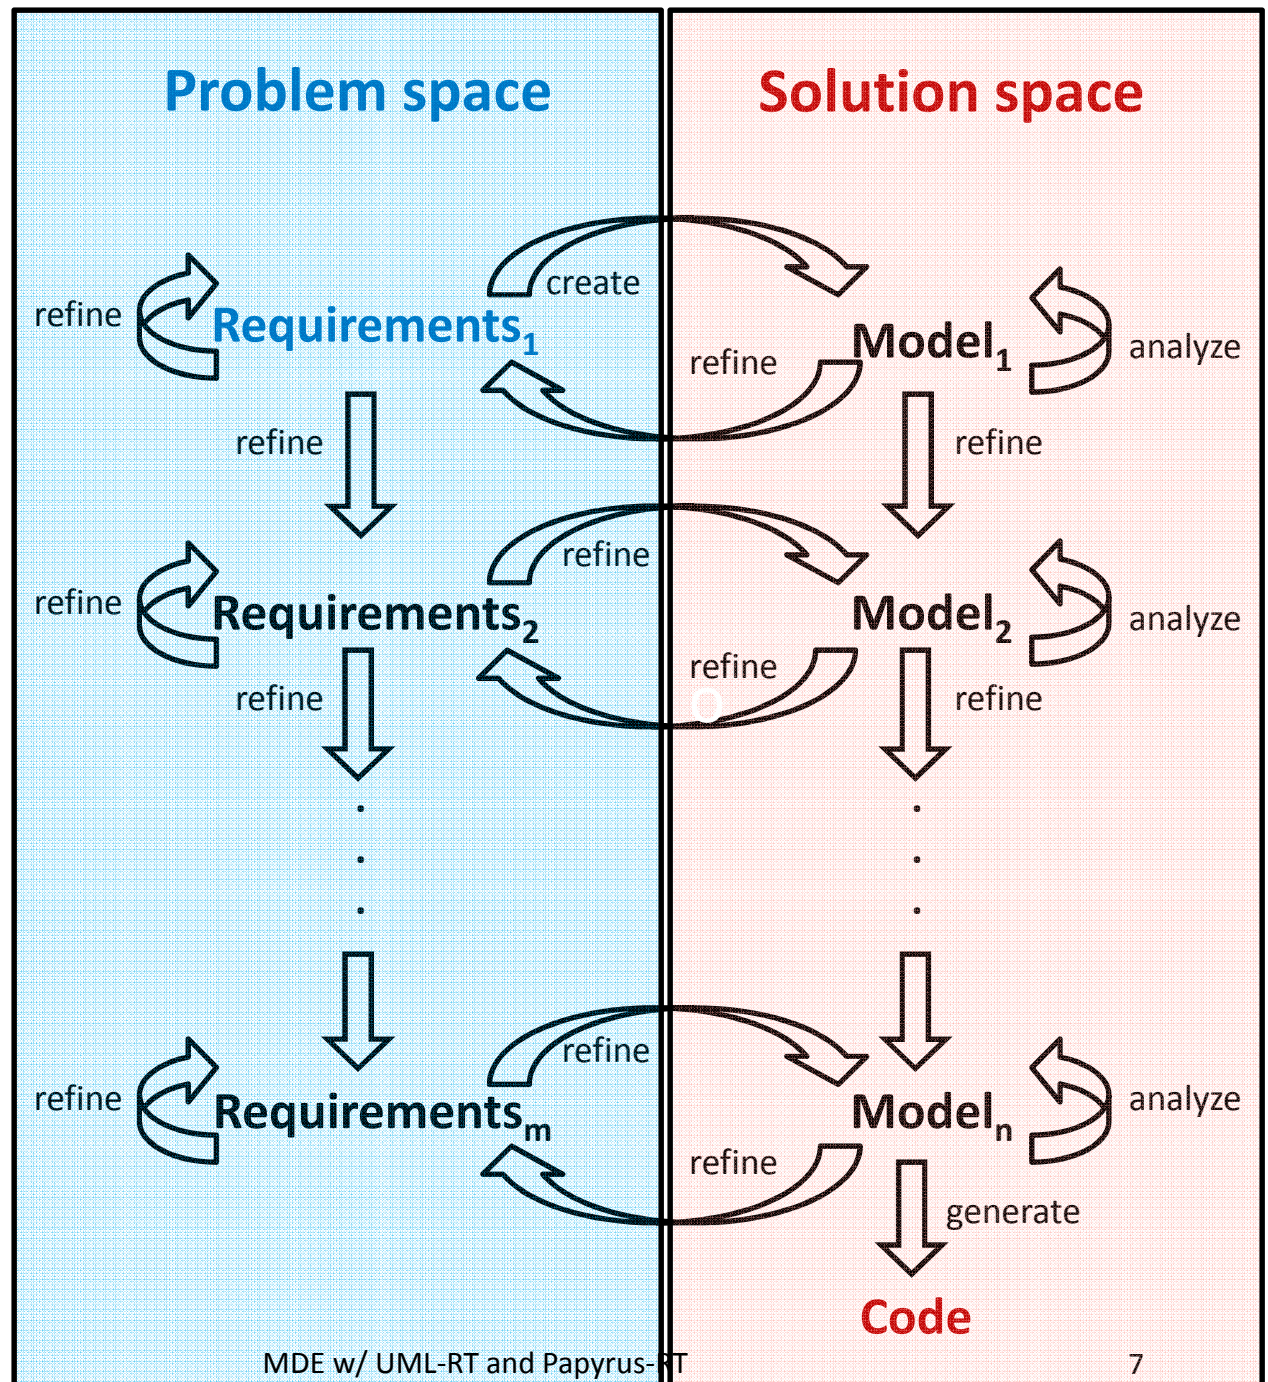 Problem space
Solution space
create
refine
Requirements1
refine
Model1
analyze
refine
refine
refine
refine
Requirements2
Model2
analyze
refine
O
refine
refine
.
.
.
.
.
.
refine
refine
Requirementsm
Modeln
analyze
refine
generate
Code
MDE w/ UML-RT and Papyrus-RT
7